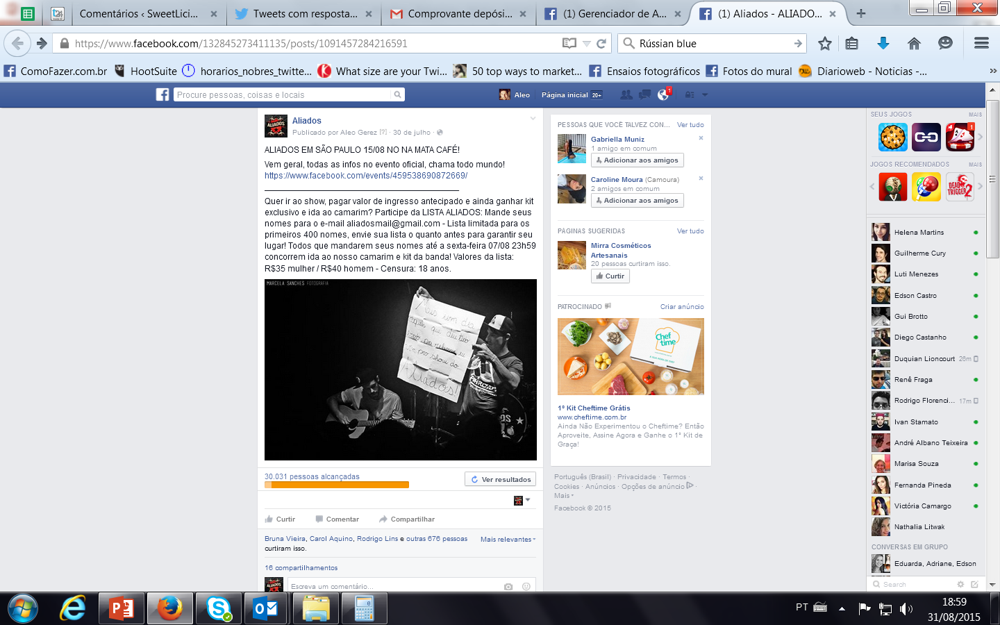 Comentários ‹ SweetLici...
Tweets com resposta...
Comprovante depósi...
(1) Gerenciador de A...
(1) Aliados - ALIADO...
https://www.facebook.com/132845273411135/posts/1091457284216591
Rússian blue
ComoFazer.com.br
HootSuite
horarios_nobres_twitte...
What size are your Twi...
50 top ways to market...
Ensaios fotográficos
Fotos do mural
Diarioweb - Noticias -...
Procure pessoas, coisas e locais
Aleo
Página inicial 20+
1
Aliados
Publicado por Aleo Gerez [?] · 30 de julho ·
ALIADOS EM SÃO PAULO 15/08 NO NA MATA CAFÉ!
Vem geral, todas as infos no evento oficial, chama todo mundo!
https://www.facebook.com/events/459538690872669/
Quer ir ao show, pagar valor de ingresso antecipado e ainda ganhar kit
exclusivo e ida ao camarim? Participe da LISTA ALIADOS: Mande seus
nomes para o e-mail aliadosmail@gmail.com - Lista limitada para os
primeiros 400 nomes, envie sua lista o quanto antes para garantir seu
lugar! Todos que mandarem seus nomes até a sexta-feira 07/08 23h59
concorrem ida ao nosso camarim e kit da banda! Valores da lista:
R$35 mulher / R$40 homem - Censura: 18 anos.
MARCELA SANCHES FOTOGRAFIA
Aliados!
30.031 pessoas alcançadas
Ver resultados
Curtir
Comentar
Compartilhar
Bruna Vieira, Carol Aquino, Rodrigo Lins e outras 676 pessoas
curtiram isso.
Mais relevantes
16 compartilhamentos
Escreva um comentário...
PESSOAS QUE VOCÊ TALVEZ CON...
Ver tudo
Gabriella Muniz
1 amigo em comum
Adicionar aos amigos
Caroline Moura (Camoura)
2 amigos em comum
Adicionar aos amigos
PÁGINAS SUGERIDAS
Ver tudo
Mirra Cosméticos
Artesanais
20 pessoas curtiram isso.
Curtir
PATROCINADO
Criar anúncio
Chef
time
1º Kit Cheftime Grátis
www.cheftime.com.br
Ainda Não Experimentou o Cheftime? Então
Aproveite, Assine Agora e Ganhe o 1° Kit de
Graça!
Português (Brasil) · Privacidade · Termos ·
Cookies · Anúncios · Opções de anúncio ·
Mais
Facebook © 2015
SEUS JOGOS
MAIS
1
JOGOS RECOMENDADOS
MAIS
DEAD
TRIGGER
2
Helena Martins
Guilherme Cury
Luti Menezes
Edson Castro
Gui Brotto
Diego Castanho
Duquian Lioncourt 26m
Renê Fraga
Rodrigo Florenci... 17m
Ivan Stamato
André Albano Teixeira
Marisa Souza
Fernanda Pineda
Victória Camargo
Nathalia Litwak
CONVERSAS EM GRUPO
Eduarda, Adriane, Edson
Search
PT
18:59
31/08/2015